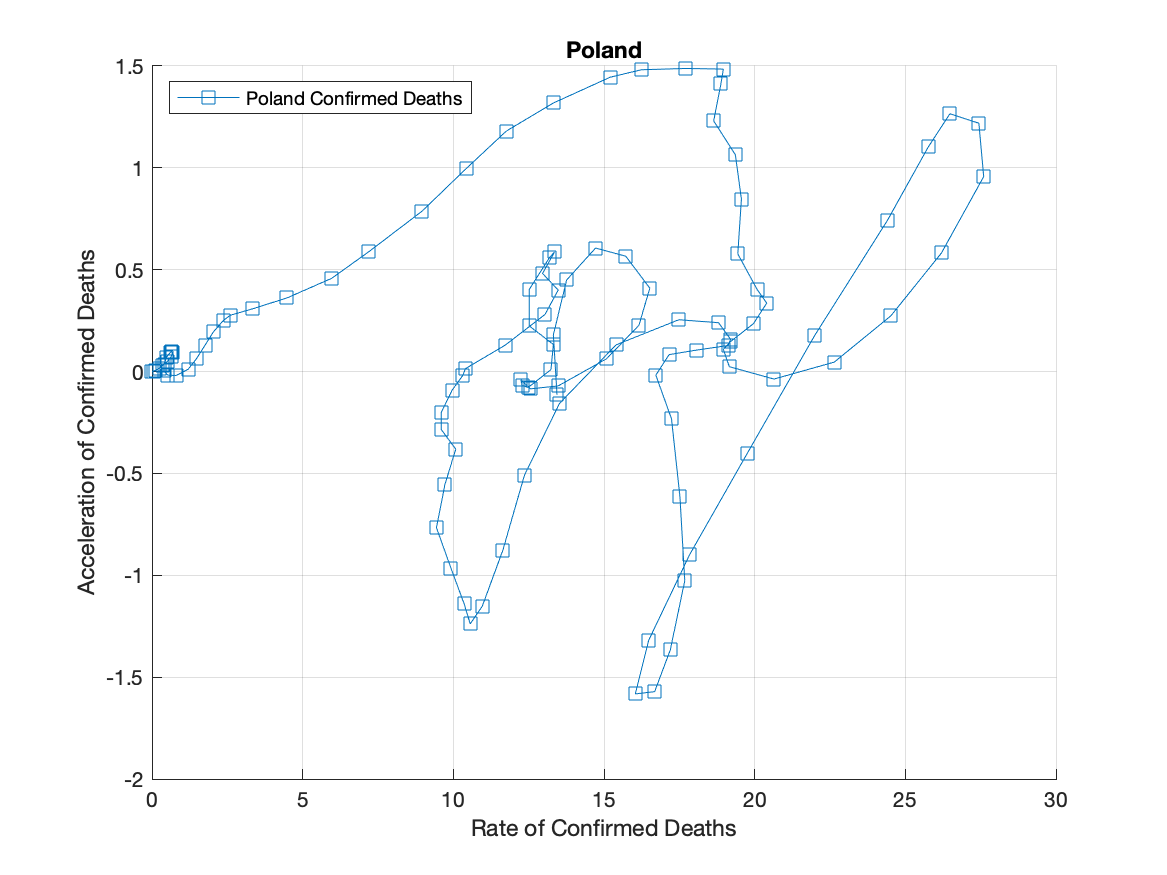 Poland
Poland Confirmed Deaths
1.5
1
0.5
0
-0.5
-1
-1.5
-2
Acceleration of Confirmed Deaths
0 5 10 15 20 25 30
Rate of Confirmed Deaths